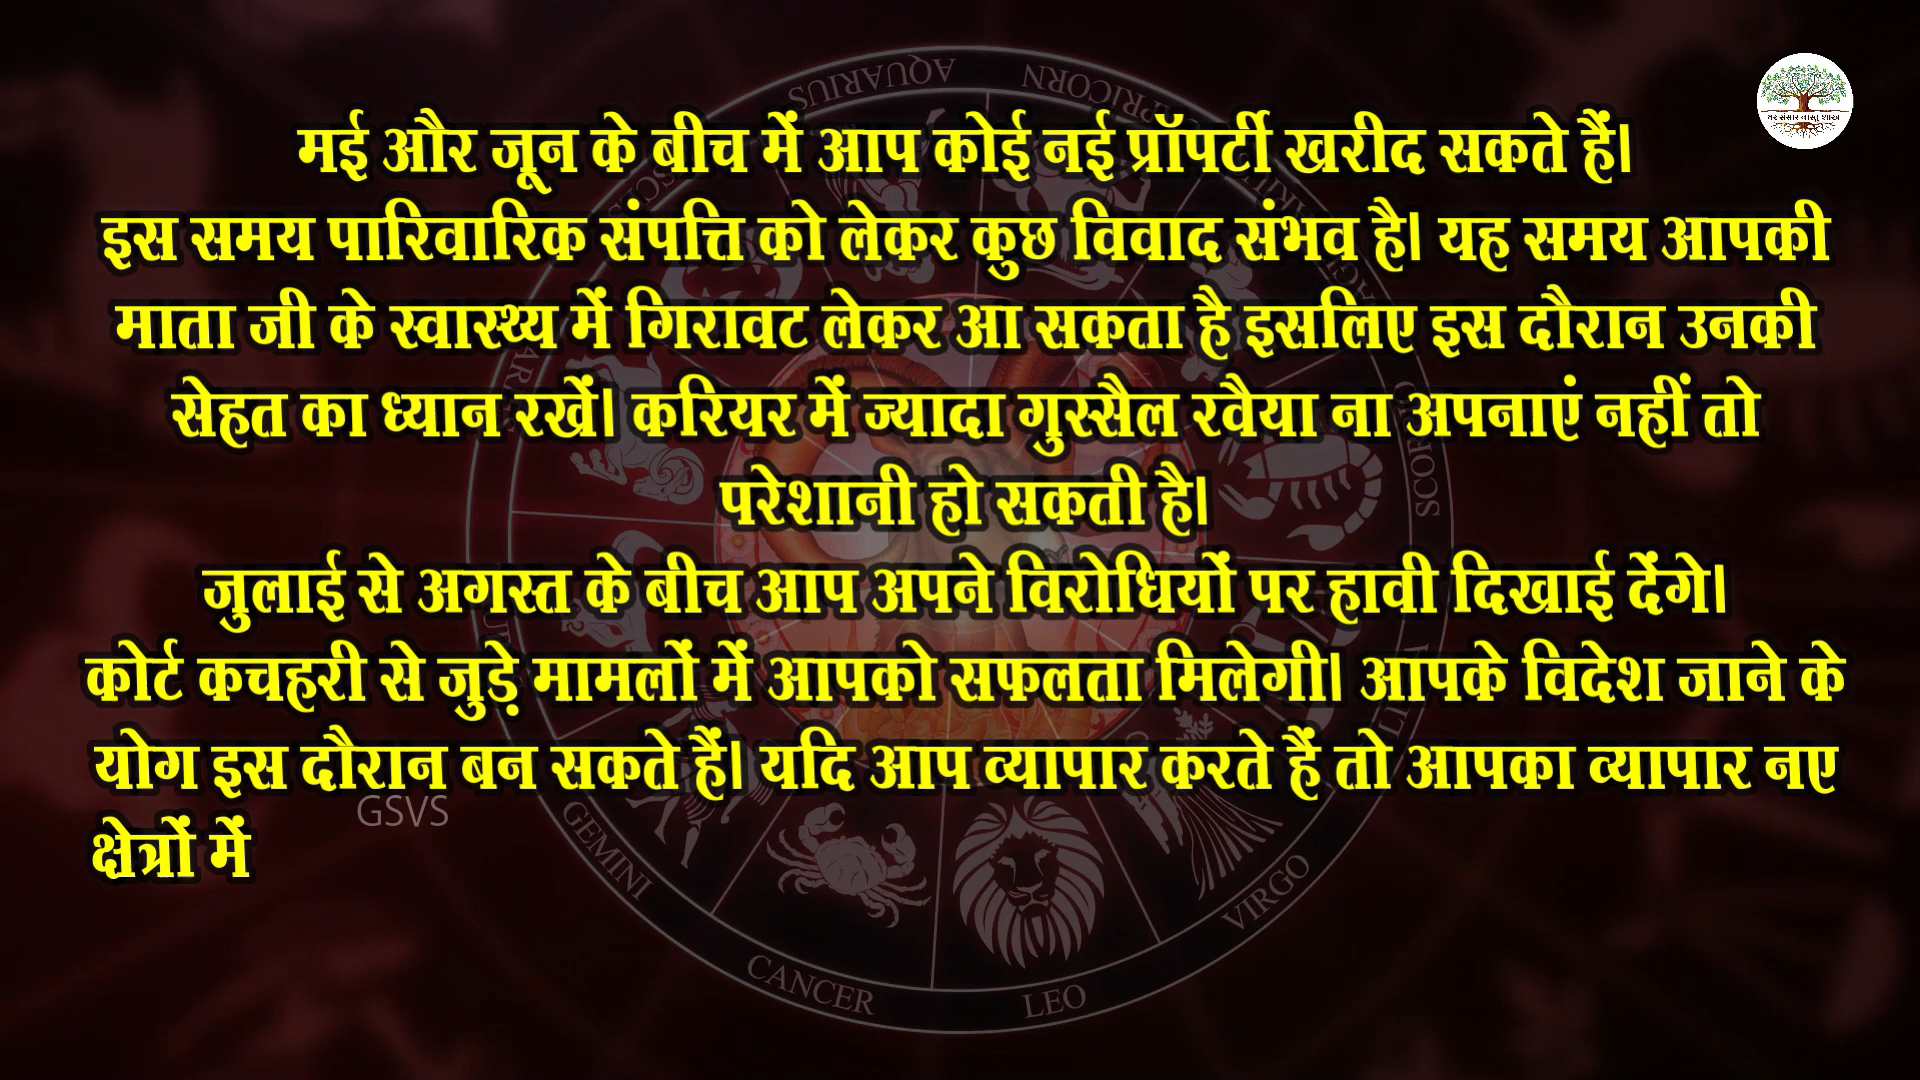 मई और जून के बीच में आप कोई नई प्रॉपर्टी खरीद सकते हैं।
इस समय पारिवारिक संपत्ति को लेकर कुछ विवाद संभव है। यह समय आपकी
माता जी के स्वास्थ्य में गिरावट लेकर आ सकता है इसलिए इस दौरान उनकी
सेहत का ध्यान रखें। करियर में ज्यादा गुस्सैल रवैया ना अपनाएं नहीं तो
परेशानी हो सकती है।
जुलाई से अगस्त के बीच आप अपने विरोधियों पर हावी दिखाई देंगे।
कोर्ट कचहरी से जुड़े मामलों में आपको सफलता मिलेगी। आपके विदेश जाने के
योग इस दौरान बन सकते हैं। यदि आप व्यापार करते हैं तो आपका व्यापार नए
क्षेत्रों में
GSVS
AQUARIUS
GEMINI
CANCER
LEO
VIRGO